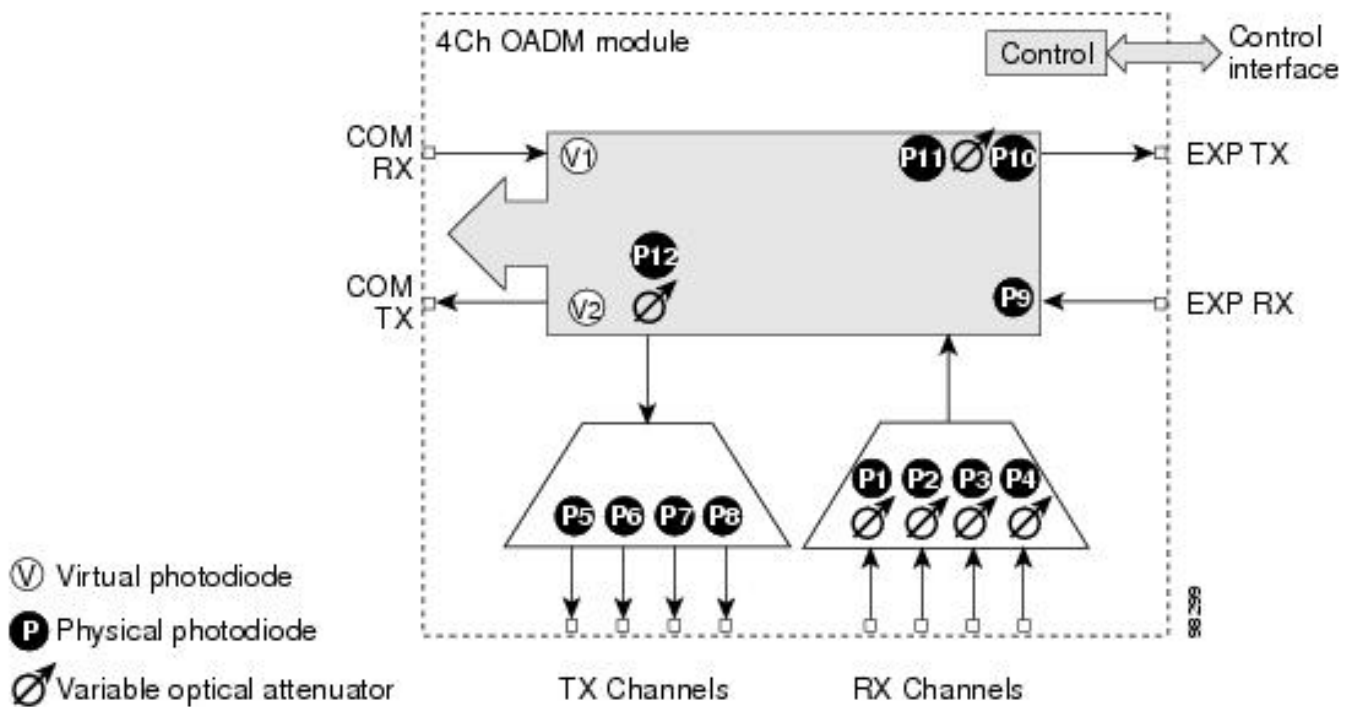 4Ch OADM module
Control
Control
interface
COM
RX
V1
P11
P10
EXP TX
P12
COM
TX
V2
P9
EXP RX
P1
P2
P3
P4
P5
P6
P7
P8
V Virtual photodiode
P Physical photodiode
Variable optical attenuator
TX Channels
RX Channels
98299